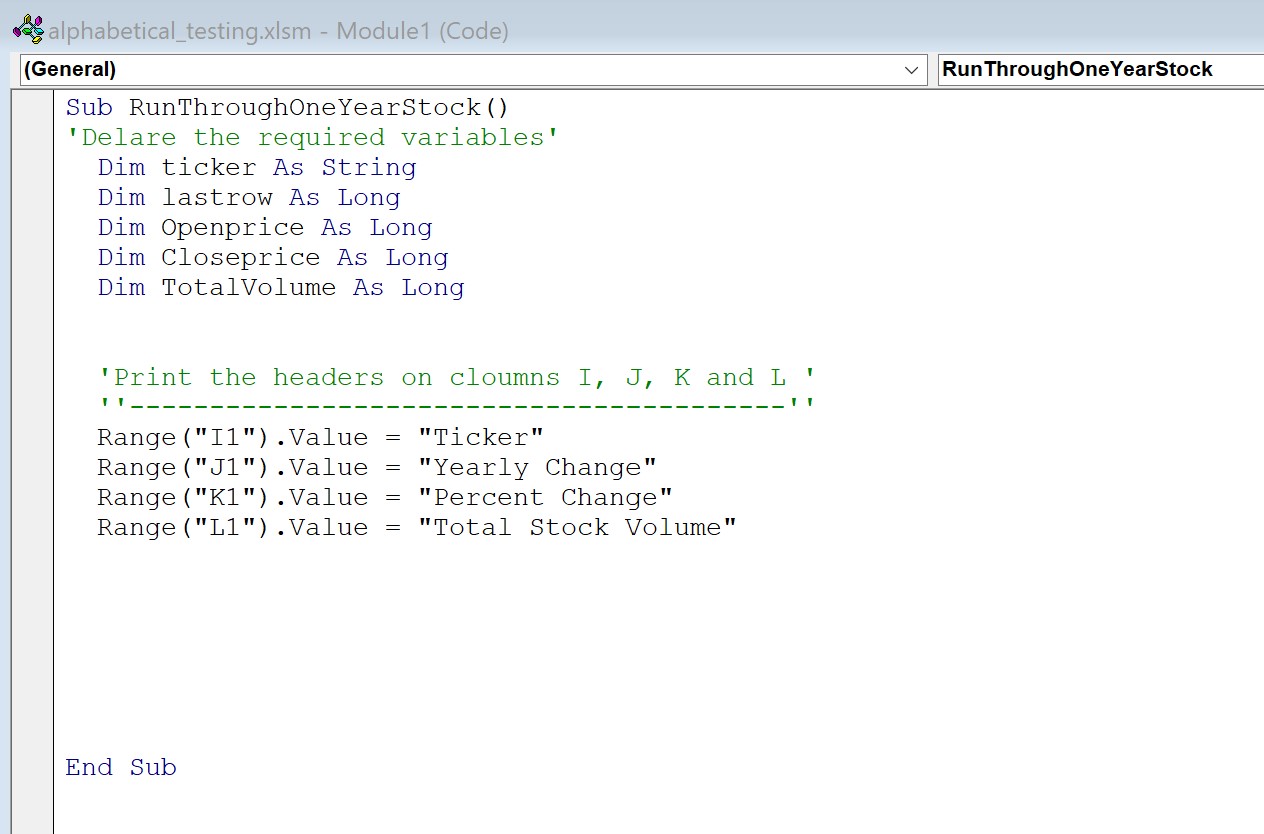 alphabetical_testing.xlsm - Module1 (Code)
(General) RunThroughOneYearStock
Sub RunThroughOneYearStock()
'Delare the required variables'
Dim ticker As String
Dim lastrow As Long
Dim Openprice As Long
Dim Closeprice As Long
Dim TotalVolume As Long
'Print the headers on cloumns I, J, K and L '
''-----------------------------------------''
Range("I1").Value = "Ticker"
Range("J1").Value = "Yearly Change"
Range("K1").Value = "Percent Change"
Range("L1").Value = "Total Stock Volume"
End Sub